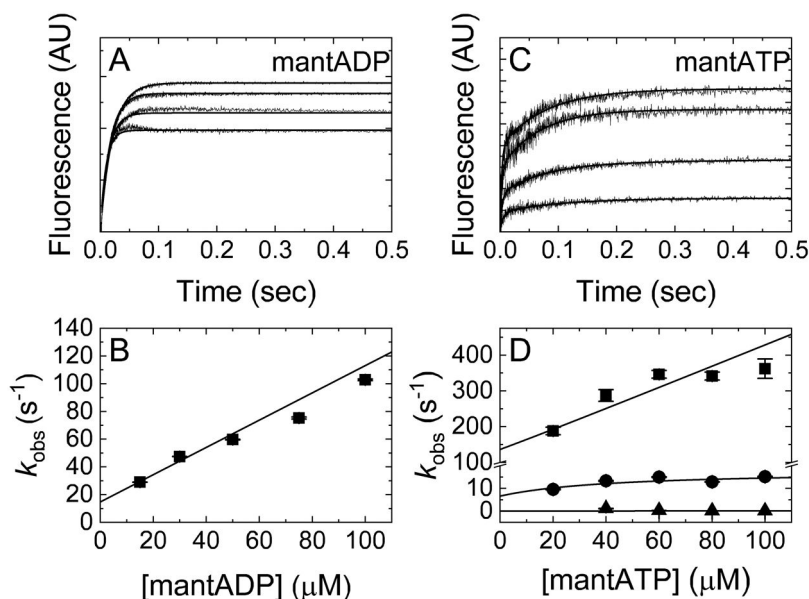 A mantADP
Fluorescence (AU)
0.0 0.1 0.2 0.3 0.4 0.5
Time (sec)
C mantATP
Fluorescence (AU)
0.0 0.1 0.2 0.3 0.4 0.5
Time (sec)
B
140
120
100
80
60
40
20
0
kobs (s-1)
0 20 40 60 80 100
[mantADP] (μM)
D
400
300
200
100
10
0
kobs (s-1)
0 20 40 60 80 100
[mantATP] (μM)